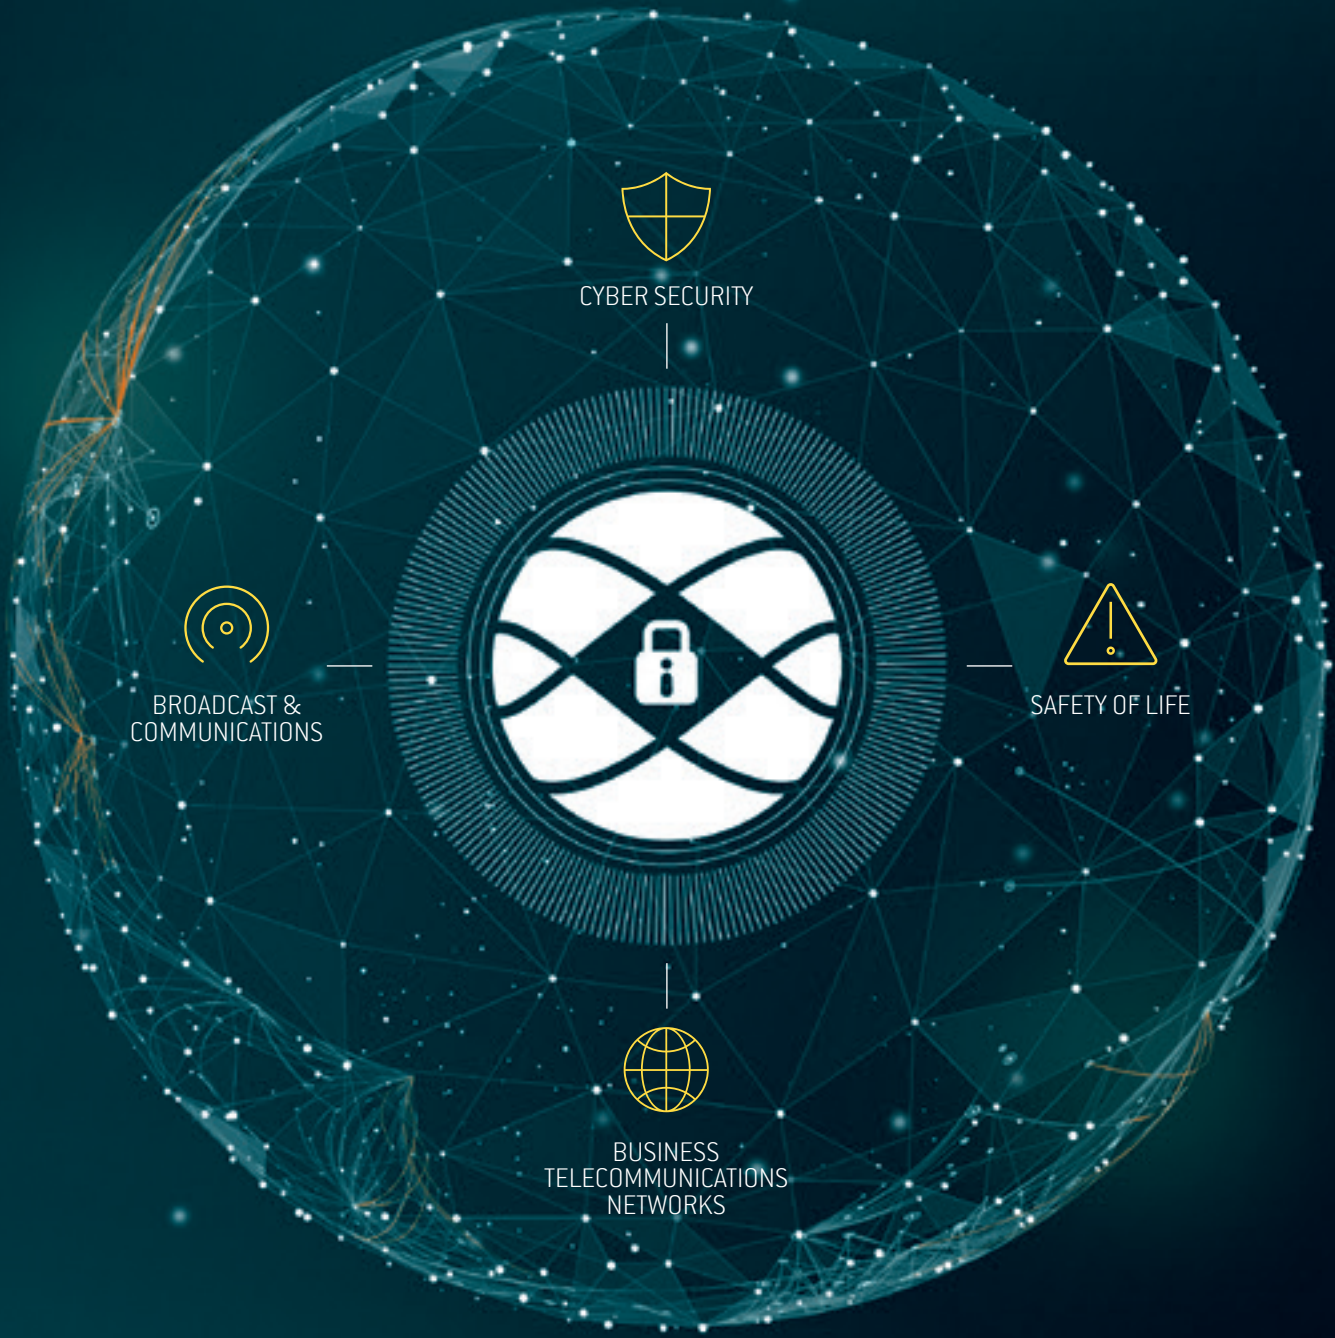 CYBER SECURITY
BROADCAST &
COMMUNICATIONS
SAFETY OF LIFE
BUSINESS
TELECOMMUNICATIONS
NETWORKS